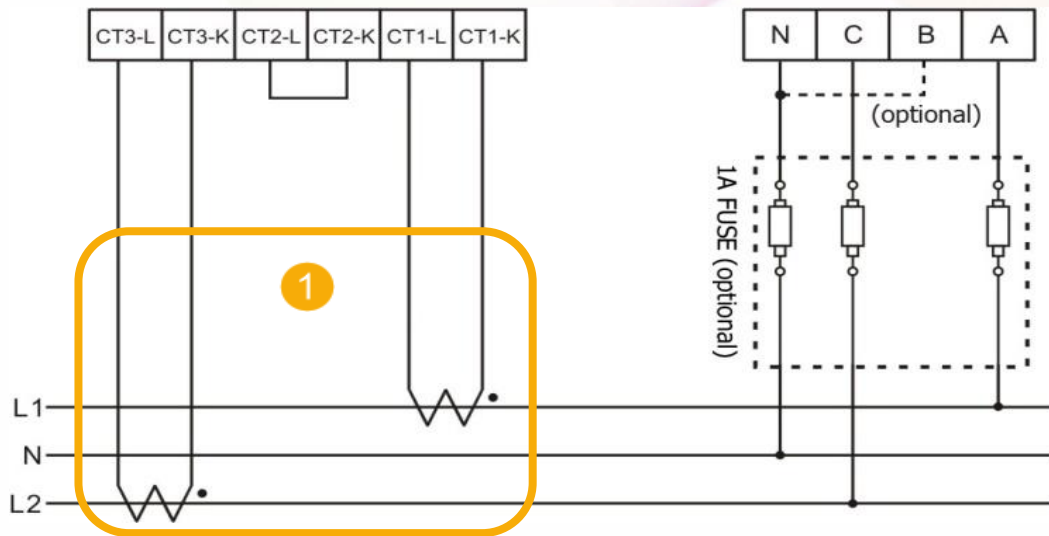 CT3-L CT3-K CT2-L CT2-K CT1-L CT1-K
N C B A
(optional)
1A FUSE (optional)
1
L1
N
L2